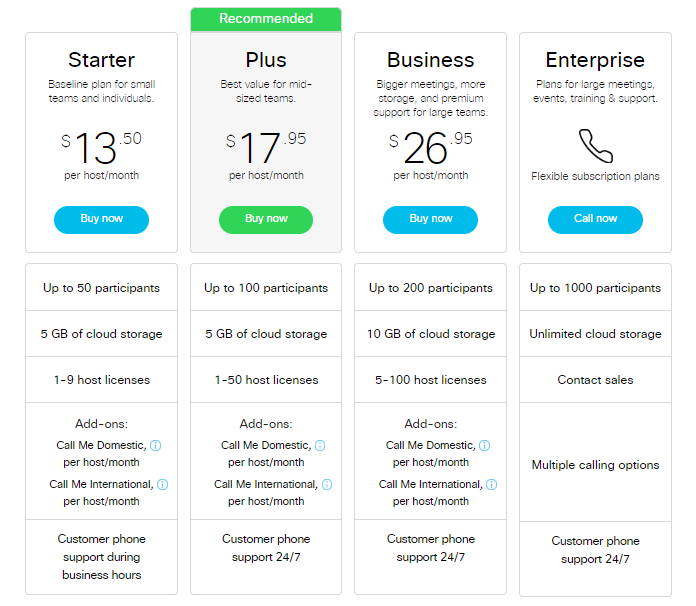 Recommended
Starter
Baseline plan for small
teams and individuals.
$13.50
per host/month
Buy now
Plus
Best value for mid-
sized teams.
$17.95
per host/month
Buy now
Business
Bigger meetings, more
storage, and premium
support for large teams.
$26.95
per host/month
Buy now
Enterprise
Plans for large meetings,
events, training & support.
Flexible subscription plans
Call now
Up to 50 participants
5 GB of cloud storage
1-9 host licenses
Add-ons:
Call Me Domestic,
per host/month
Call Me International,
per host/month
Customer phone
support during
business hours
Up to 100 participants
5 GB of cloud storage
1-50 host licenses
Add-ons:
Call Me Domestic,
per host/month
Call Me International,
per host/month
Customer phone
support 24/7
Up to 200 participants
10 GB of cloud storage
5-100 host licenses
Add-ons:
Call Me Domestic,
per host/month
Call Me International,
per host/month
Customer phone
support 24/7
Up to 1000 participants
Unlimited cloud storage
Contact sales
Multiple calling options
Customer phone
support 24/7